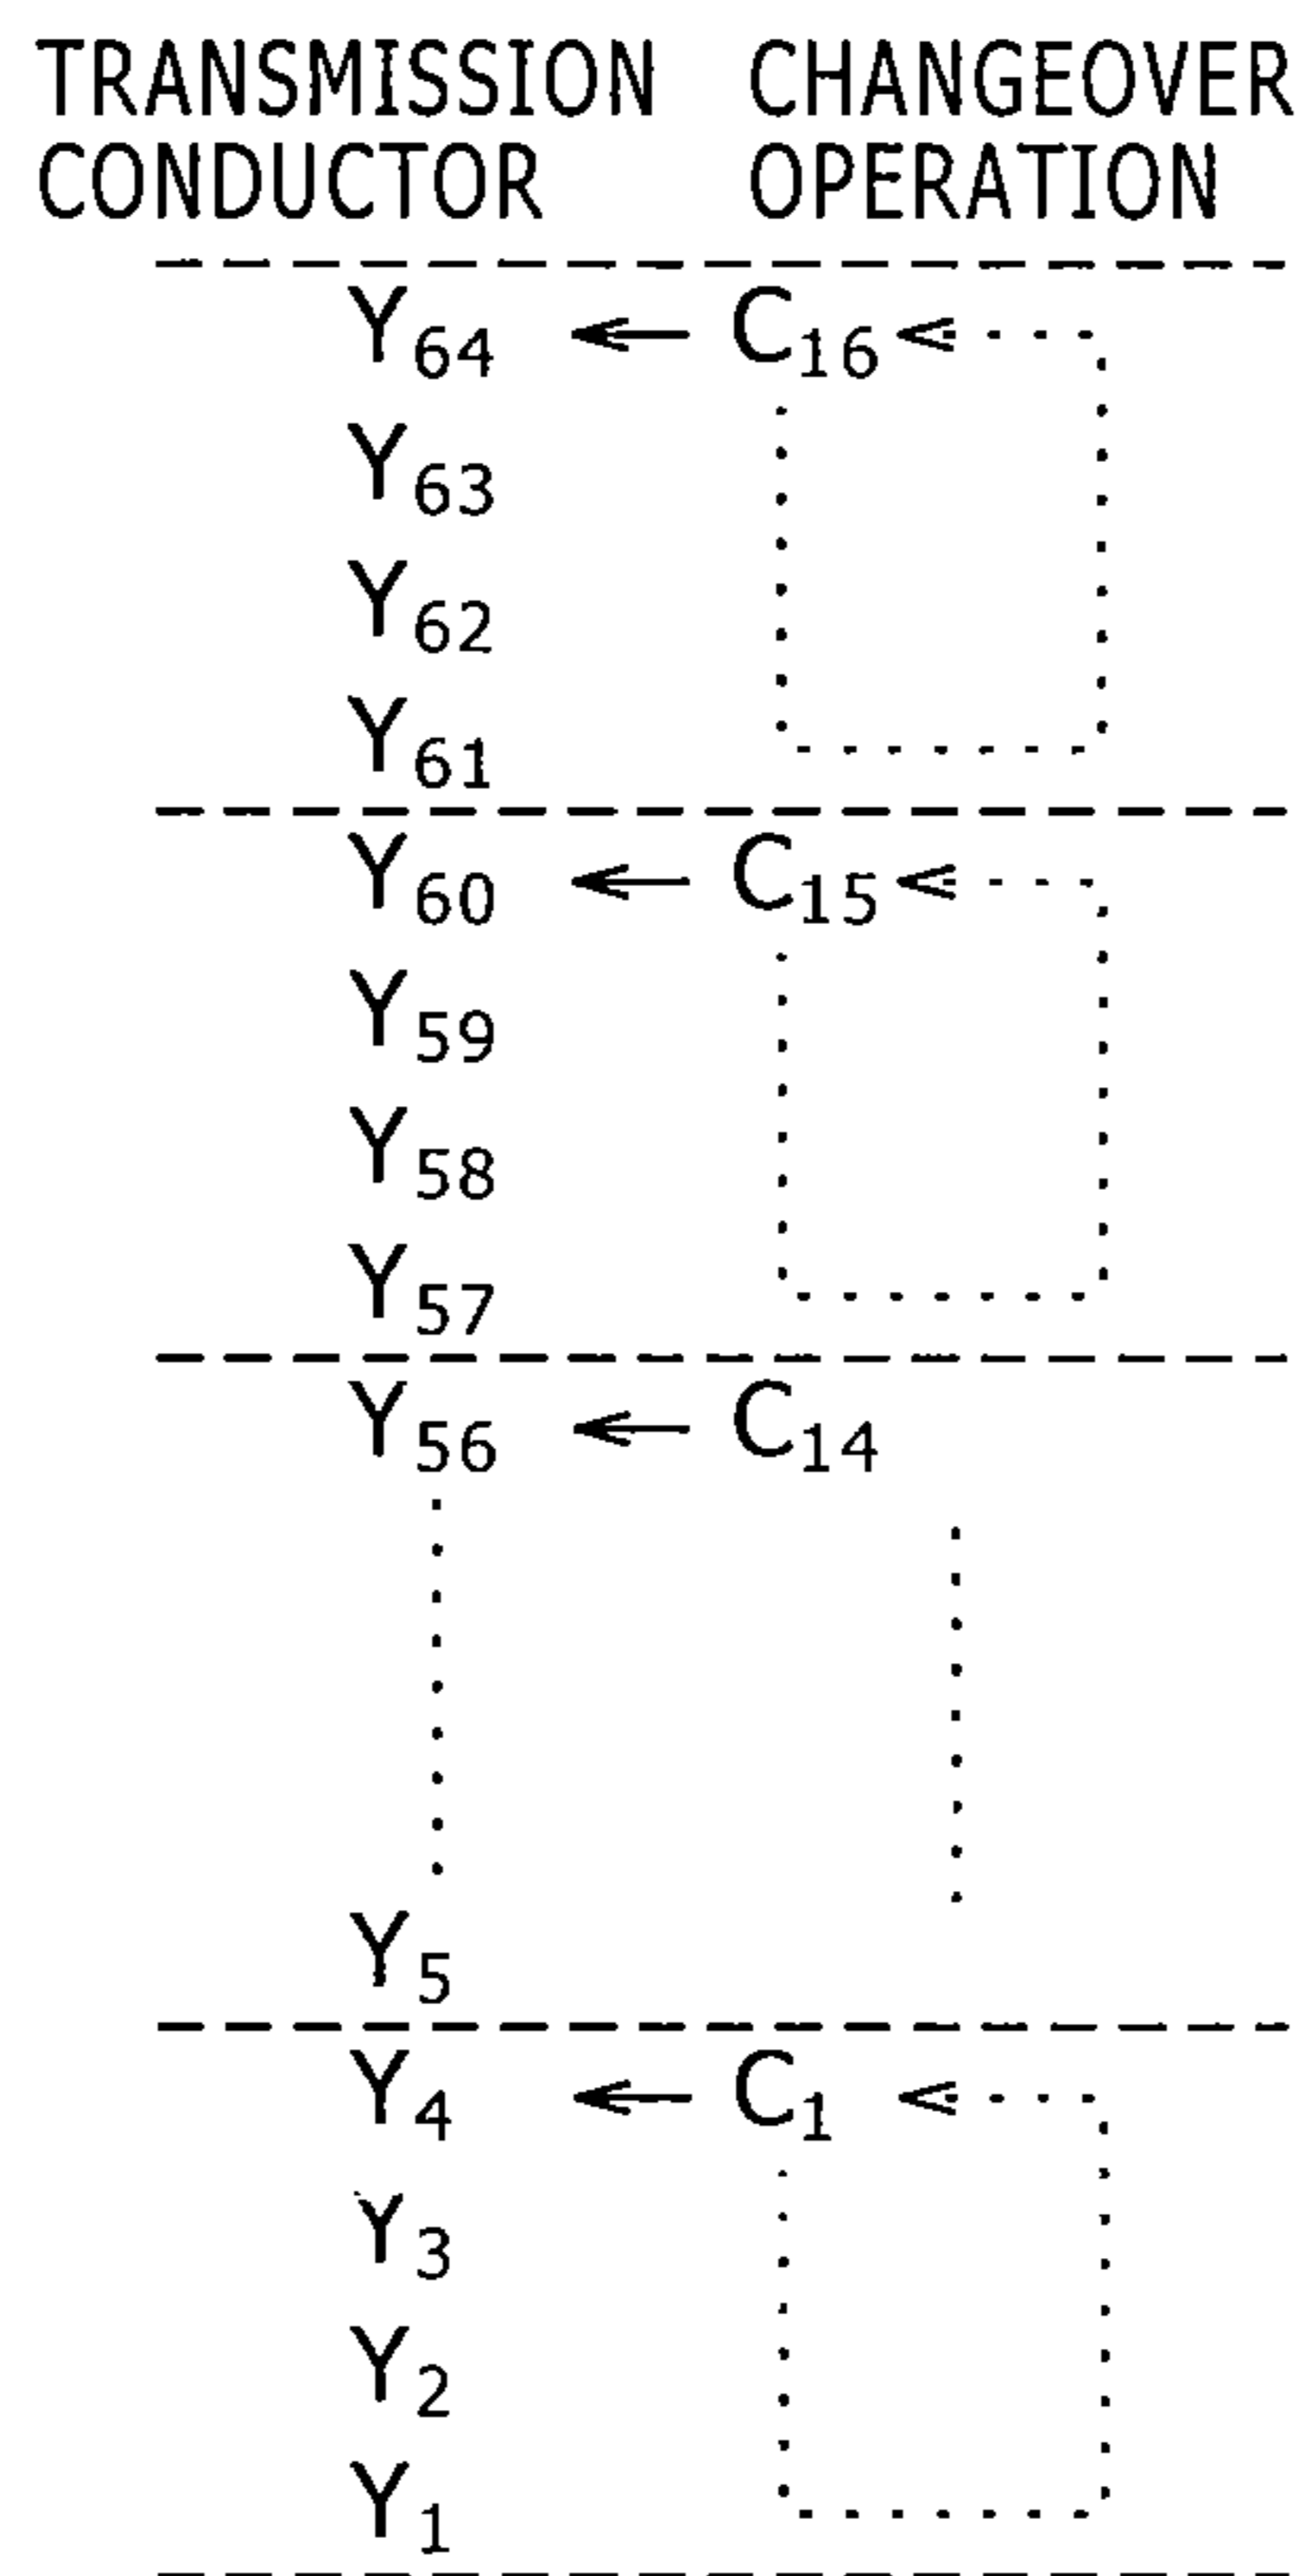 TRANSMISSION CHANGEOVER
CONDUCTOR OPERATION
Y64 ← C16
Y63
Y62
Y61
Y60 ← C15
Y59
Y58
Y57
Y56 ← C14
Y5
Y4 ← C1
Y3
Y2
Y1